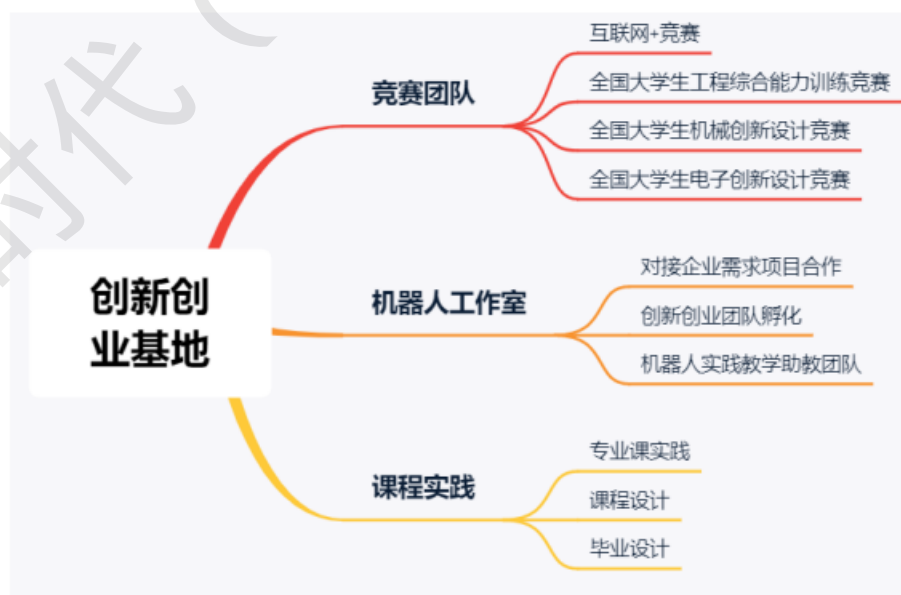 时代（
互联网+竞赛
竞赛团队
全国大学生工程综合能力训练竞赛
全国大学生机械创新设计竞赛
全国大学生电子创新设计竞赛
创新创
业基地
对接企业需求项目合作
机器人工作室
创新创业团队孵化
机器人实践教学助教团队
专业课实践
课程实践
课程设计
毕业设计